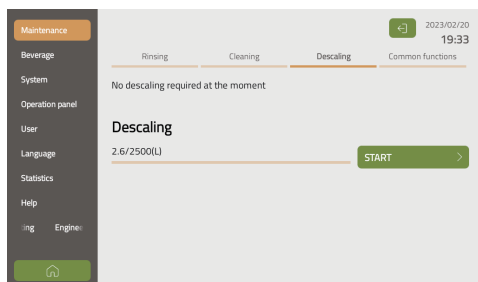 Maintenance
Beverage
System
Operation panel
User
Language
Statistics
Help
2023/02/20
19:33
Rinsing Cleaning Descaling Common functions
No descaling required at the moment
Descaling
2.6/2500(L)
START